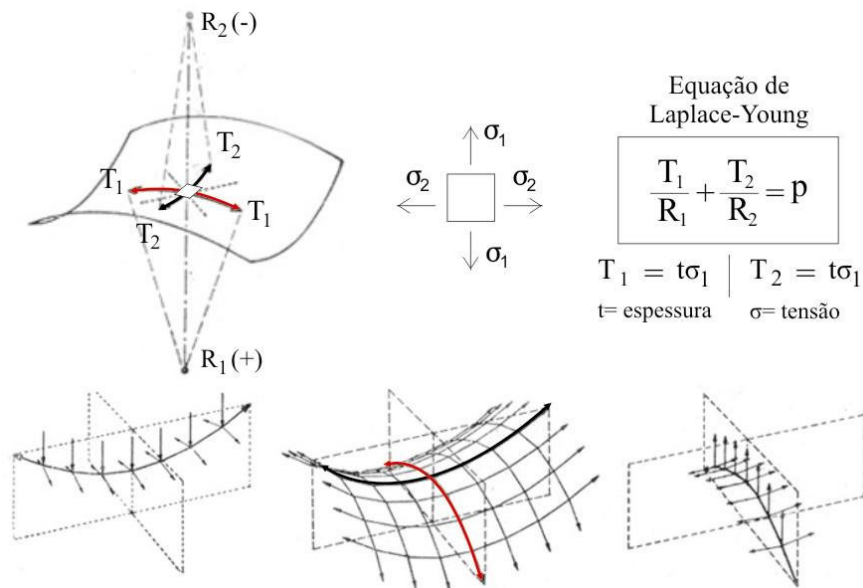 R₂(-)
T₂
T₁
T₁
T₂
R₁(+)
σ₁
σ₂
σ₂
σ₁
Equação de
Laplace-Young
T₁/R₁ + T₂/R₂ = p
T₁ = tσ₁ | T₂ = tσ₁
t= espessura σ= tensão